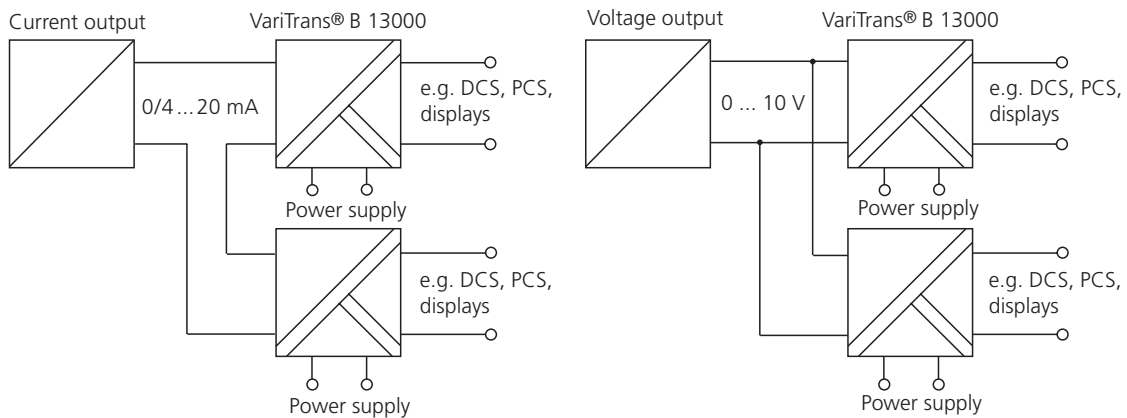 Current output
VariTrans® B 13000
0/4 ... 20 mA
e.g. DCS, PCS,
displays
Power supply
e.g. DCS, PCS,
displays
Power supply
Voltage output
VariTrans® B 13000
0 ... 10 V
e.g. DCS, PCS,
displays
Power supply
e.g. DCS, PCS,
displays
Power supply